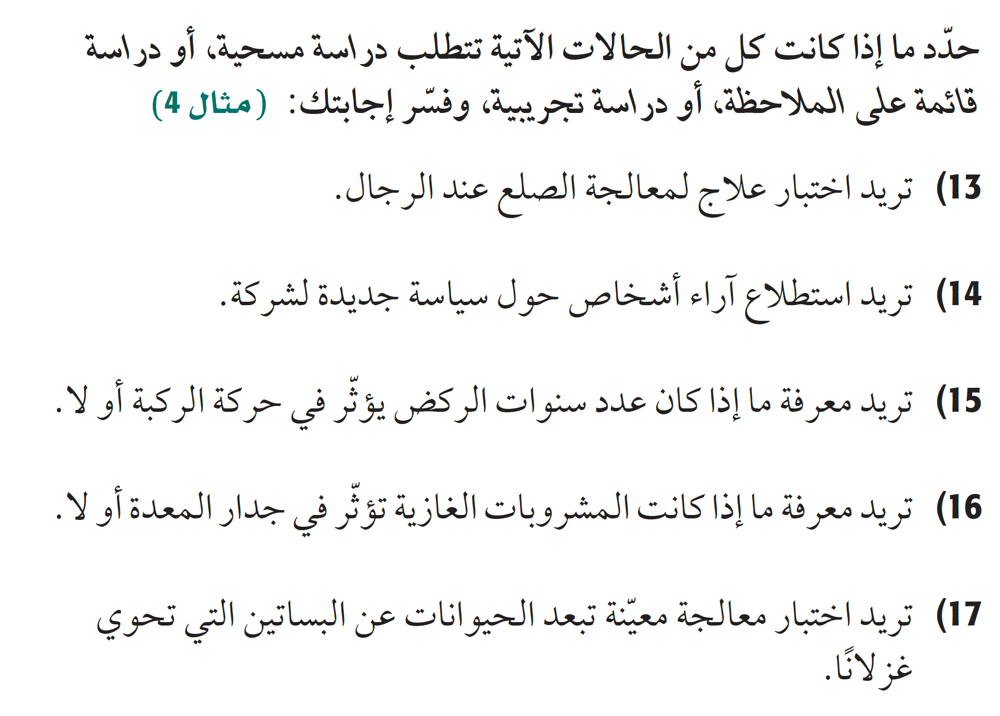 حدّد ما إذا كانت كل من الحالات الآتية تتطلب دراسة مسحية، أو دراسة
قائمة على الملاحظة، أو دراسة تجريبية، وفسّر إجابتك: (مثال 4)
13) تريد اختبار علاج لمعالجة الصلع عند الرجال.
14) تريد استطلاع آراء أشخاص حول سياسة جديدة لشركة.
15) تريد معرفة ما إذا كان عدد سنوات الركض يؤثّر في حركة الركبة أو لا.
16) تريد معرفة ما إذا كانت المشروبات الغازية تؤثّر في جدار المعدة أو لا.
17) تريد اختبار معالجة معيّنة تبعد الحيوانات عن البساتين التي تحوي
غزلانًا.